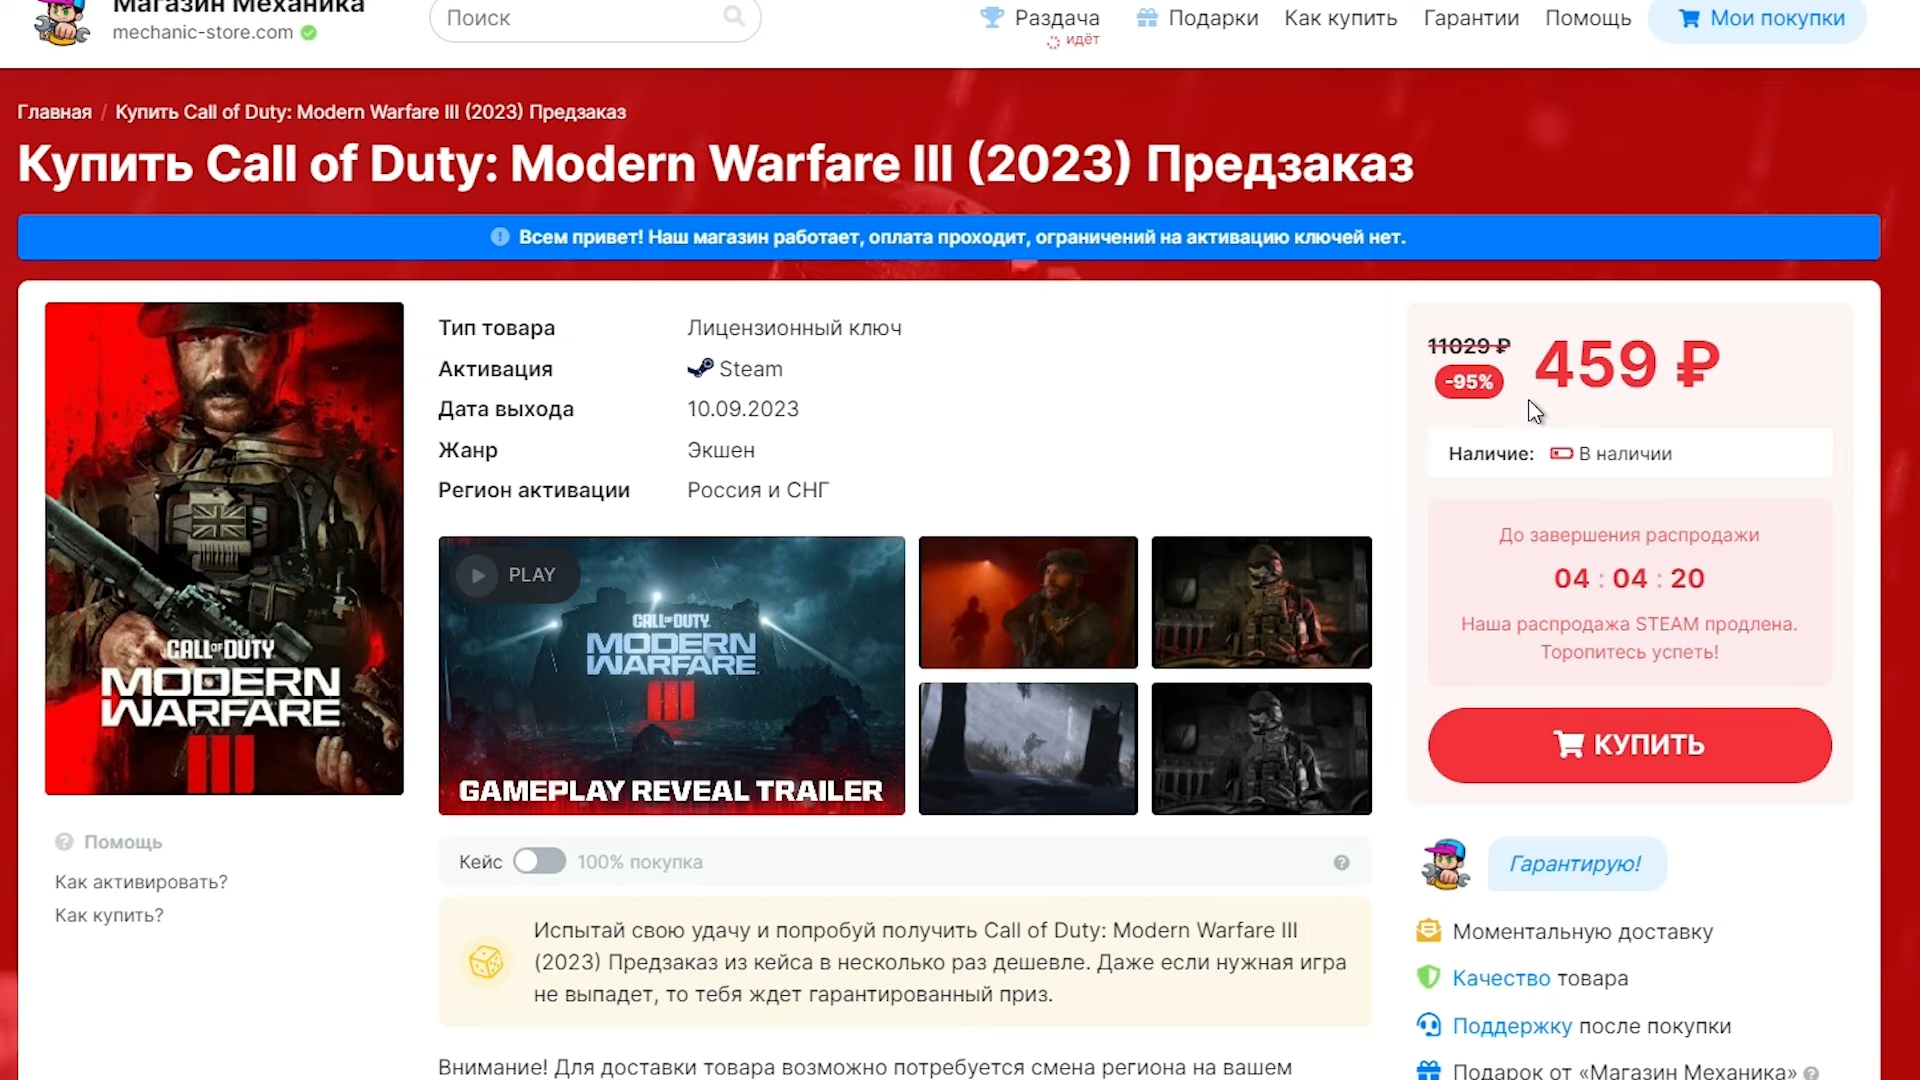 Магазин Механика
mechanic-store.com
Поиск
Раздача
идёт
Подарки
Как купить
Гарантии
Помощь
Мои покупки
Главная / Купить Call of Duty: Modern Warfare III (2023) Предзаказ
Купить Call of Duty: Modern Warfare III (2023) Предзаказ
Всем привет! Наш магазин работает, оплата проходит, ограничений на активацию ключей нет.
CALL OF DUTY
MODERN
WARFARE
III
Помощь
Как активировать?
Как купить?
Тип товара Лицензионный ключ
Активация Steam
Дата выхода 10.09.2023
Жанр Экшен
Регион активации Россия и СНГ
PLAY
CALL OF DUTY
MODERN
WARFARE
III
GAMEPLAY REVEAL TRAILER
Кейс 100% покупка
Испытай свою удачу и попробуй получить Call of Duty: Modern Warfare III
(2023) Предзаказ из кейса в несколько раз дешевле. Даже если нужная игра
не выпадет, то тебя ждет гарантированный приз.
Внимание! Для доставки товара возможно потребуется смена региона на вашем
11029 ₽
-95%
459 ₽
Наличие: В наличии
До завершения распродажи
04 : 04 : 20
Наша распродажа STEAM продлена.
Торопитесь успеть!
КУПИТЬ
Гарантирую!
Моментальную доставку
Качество товара
Поддержку после покупки
Подарок от «Магазин Механика»